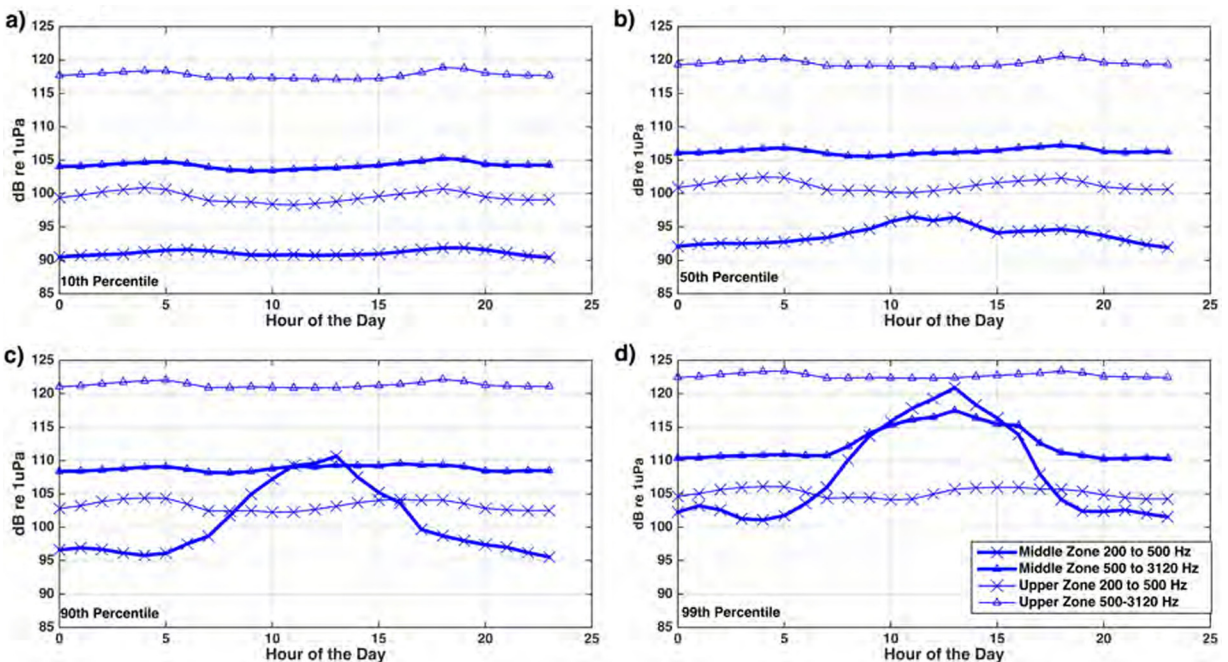 a)
125
120
115
110
105
100
95
90
85
dB re 1uPa
10th Percentile
0 5 10 15 20 25
Hour of the Day
b)
125
120
115
110
105
100
95
90
85
dB re 1uPa
50th Percentile
0 5 10 15 20 25
Hour of the Day
c)
125
120
115
110
105
100
95
90
85
dB re 1uPa
90th Percentile
0 5 10 15 20 25
Hour of the Day
d)
125
120
115
110
105
100
95
90
85
dB re 1uPa
99th Percentile
Middle Zone 200 to 500 Hz
Middle Zone 500 to 3120 Hz
Upper Zone 200 to 500 Hz
Upper Zone 500-3120 Hz
0 5 10 15 20 25
Hour of the Day